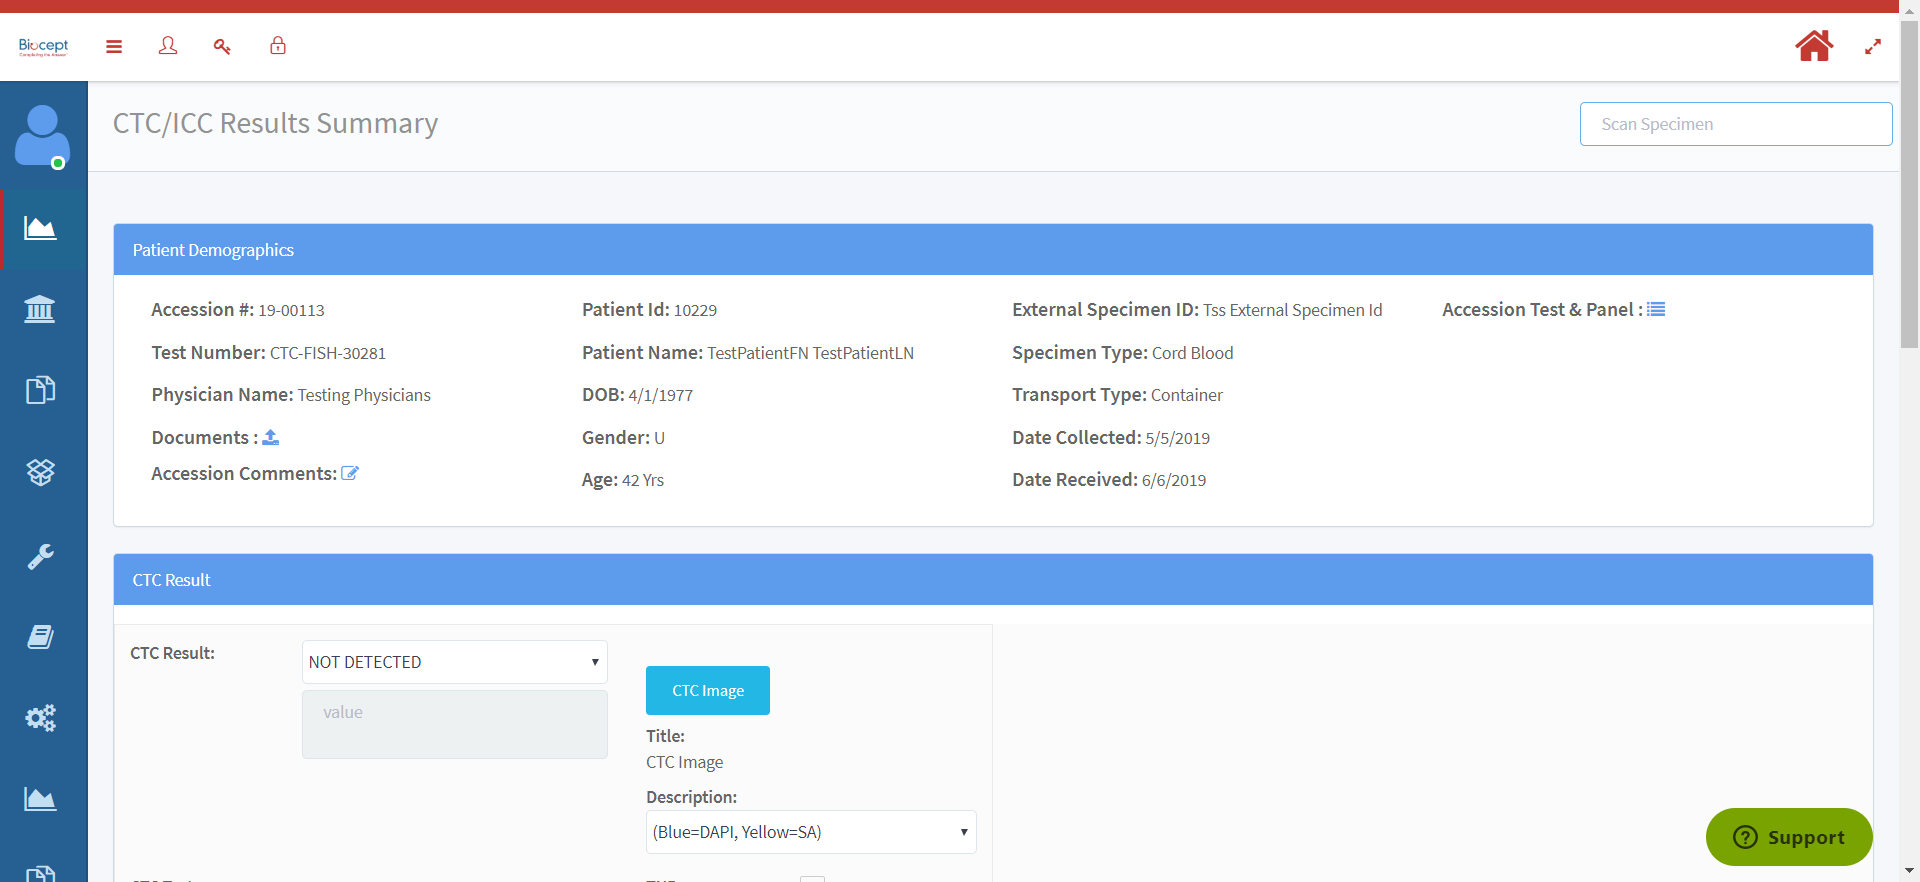 Biocept
CTC/ICC Results Summary
Scan Specimen
Patient Demographics
Accession #: 19-00113
Patient Id: 10229
External Specimen ID: Tss External Specimen Id
Accession Test & Panel :
Test Number: CTC-FISH-30281
Patient Name: TestPatientFN TestPatientLN
Specimen Type: Cord Blood
Physician Name: Testing Physicians
DOB: 4/1/1977
Transport Type: Container
Documents :
Gender: U
Date Collected: 5/5/2019
Accession Comments:
Age: 42 Yrs
Date Received: 6/6/2019
CTC Result
CTC Result:
NOT DETECTED
value
CTC Image
Title:
CTC Image
Description:
(Blue=DAPI, Yellow=SA)
Support